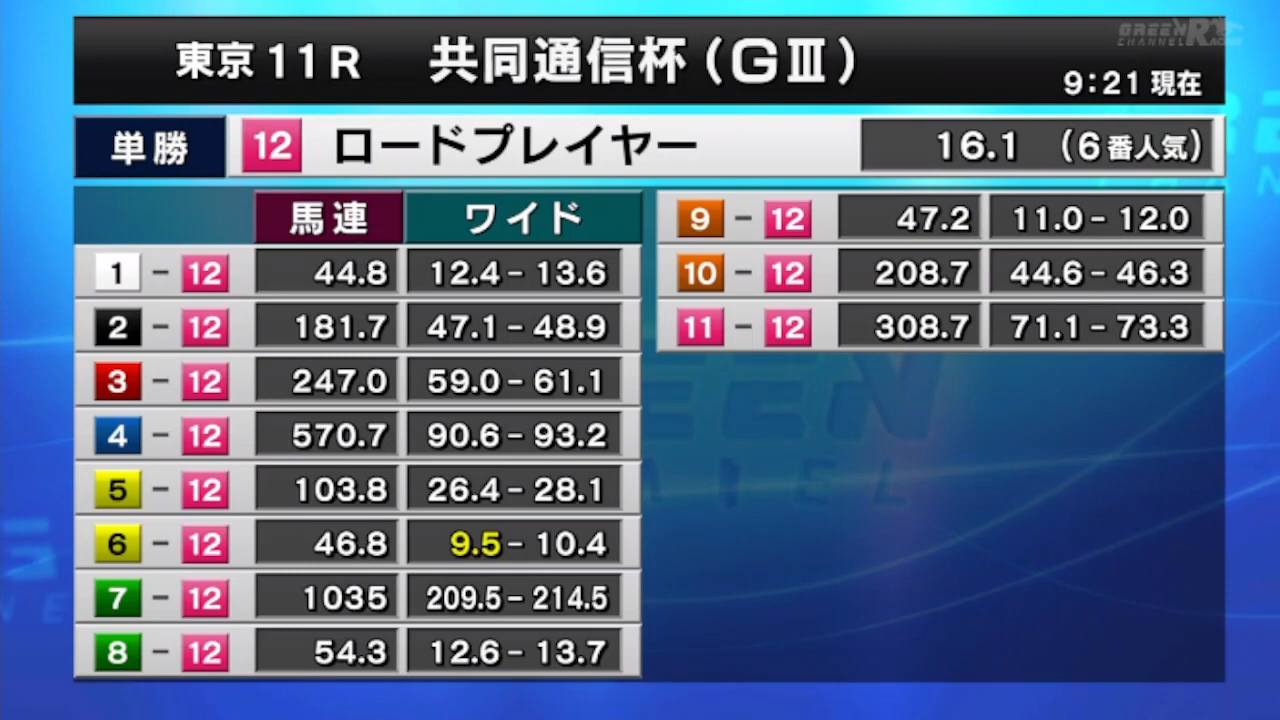 GREEN CHANNEL Racing
東京11R 共同通信杯(GⅢ) 9:21現在
単勝 12 ロードプレイヤー 16.1 (6番人気)
馬連 ワイド
1 - 12 44.8 12.4 - 13.6
2 - 12 181.7 47.1 - 48.9
3 - 12 247.0 59.0 - 61.1
4 - 12 570.7 90.6 - 93.2
5 - 12 103.8 26.4 - 28.1
6 - 12 46.8 9.5 - 10.4
7 - 12 1035 209.5 - 214.5
8 - 12 54.3 12.6 - 13.7
9 - 12 47.2 11.0 - 12.0
10 - 12 208.7 44.6 - 46.3
11 - 12 308.7 71.1 - 73.3